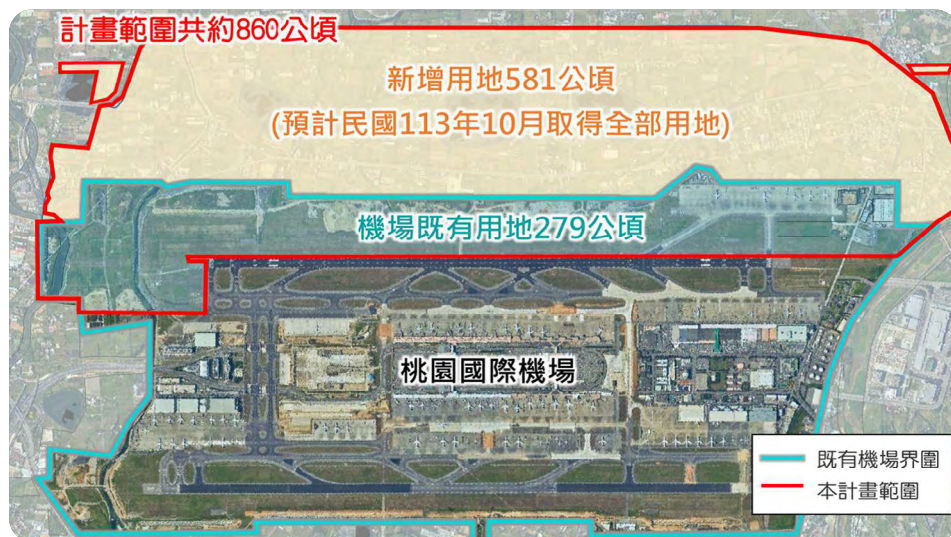 計畫範圍共約860公頃
新增用地581公頃
(預計民國113年10月取得全部用地)
機場既有用地279公頃
桃園國際機場
既有機場界圍
本計畫範圍